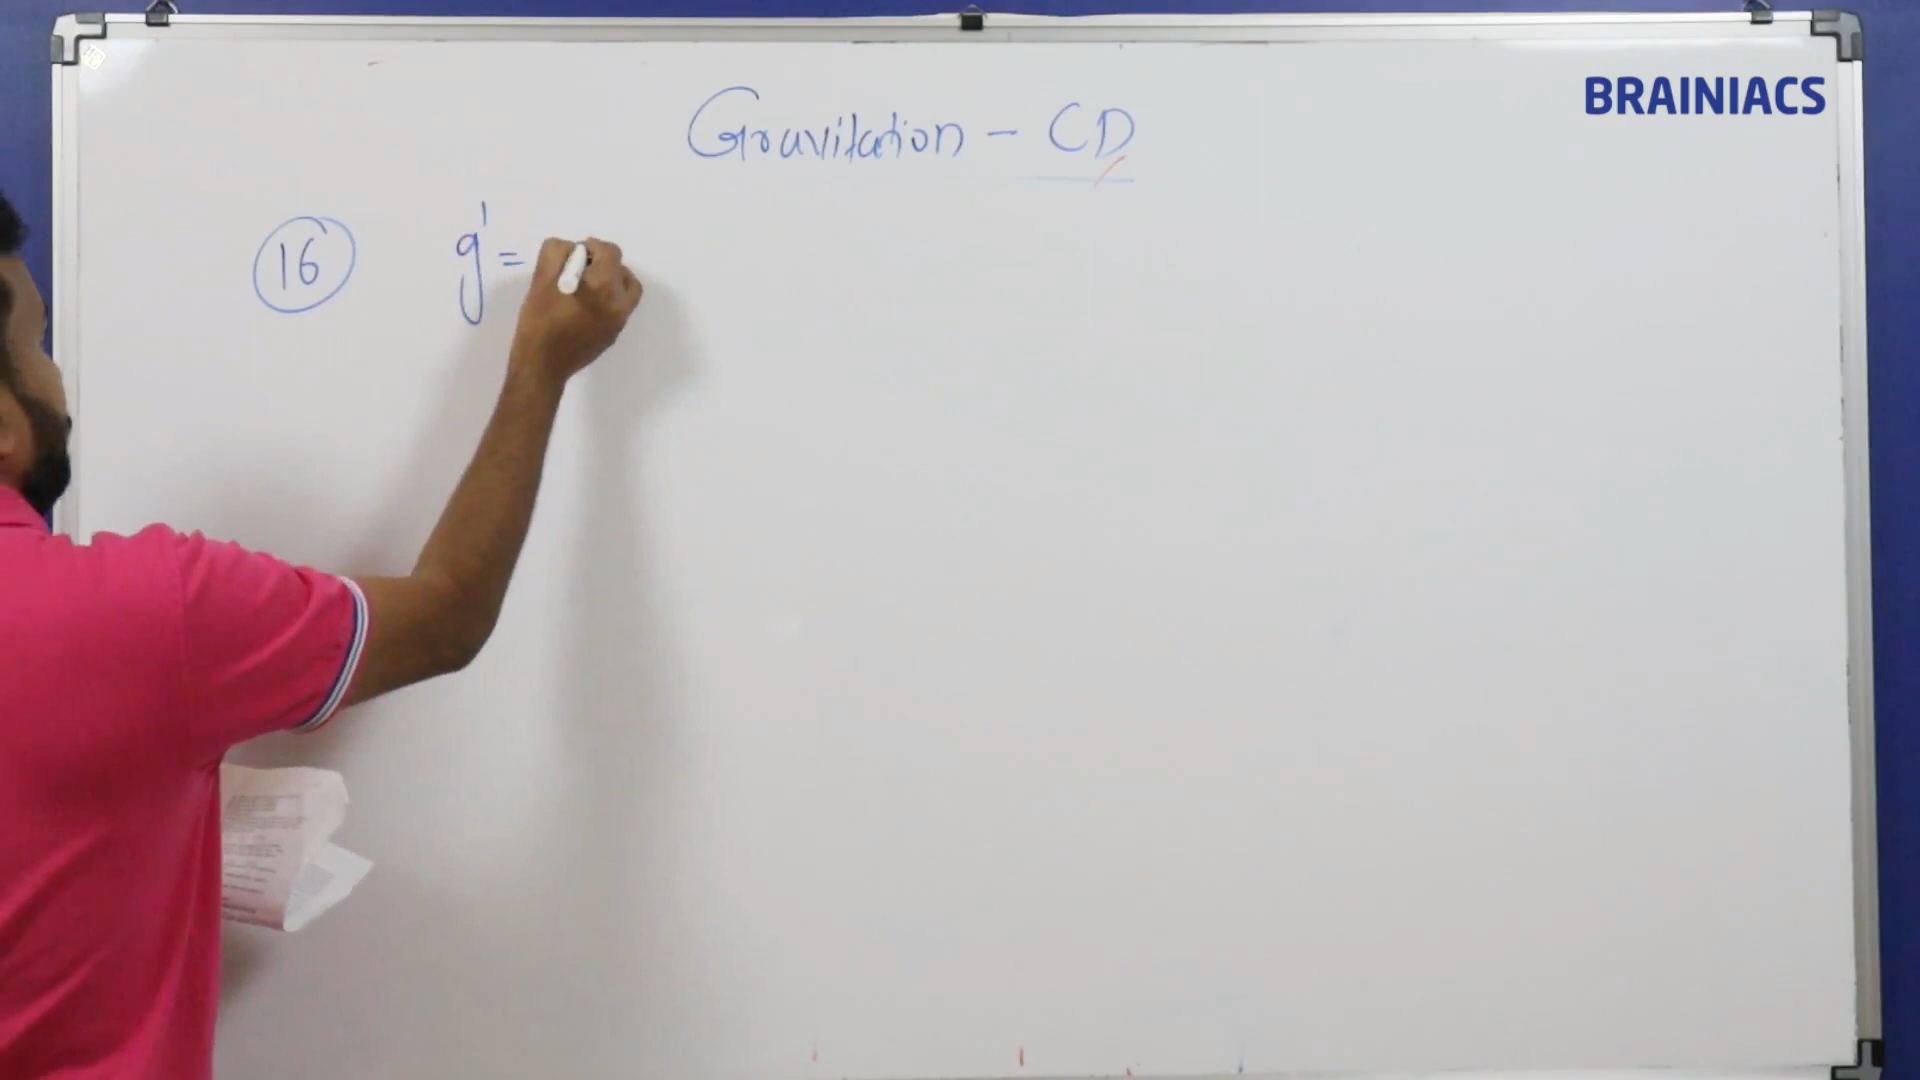 BRAINIACS
Gravitation - CD
16 g' =